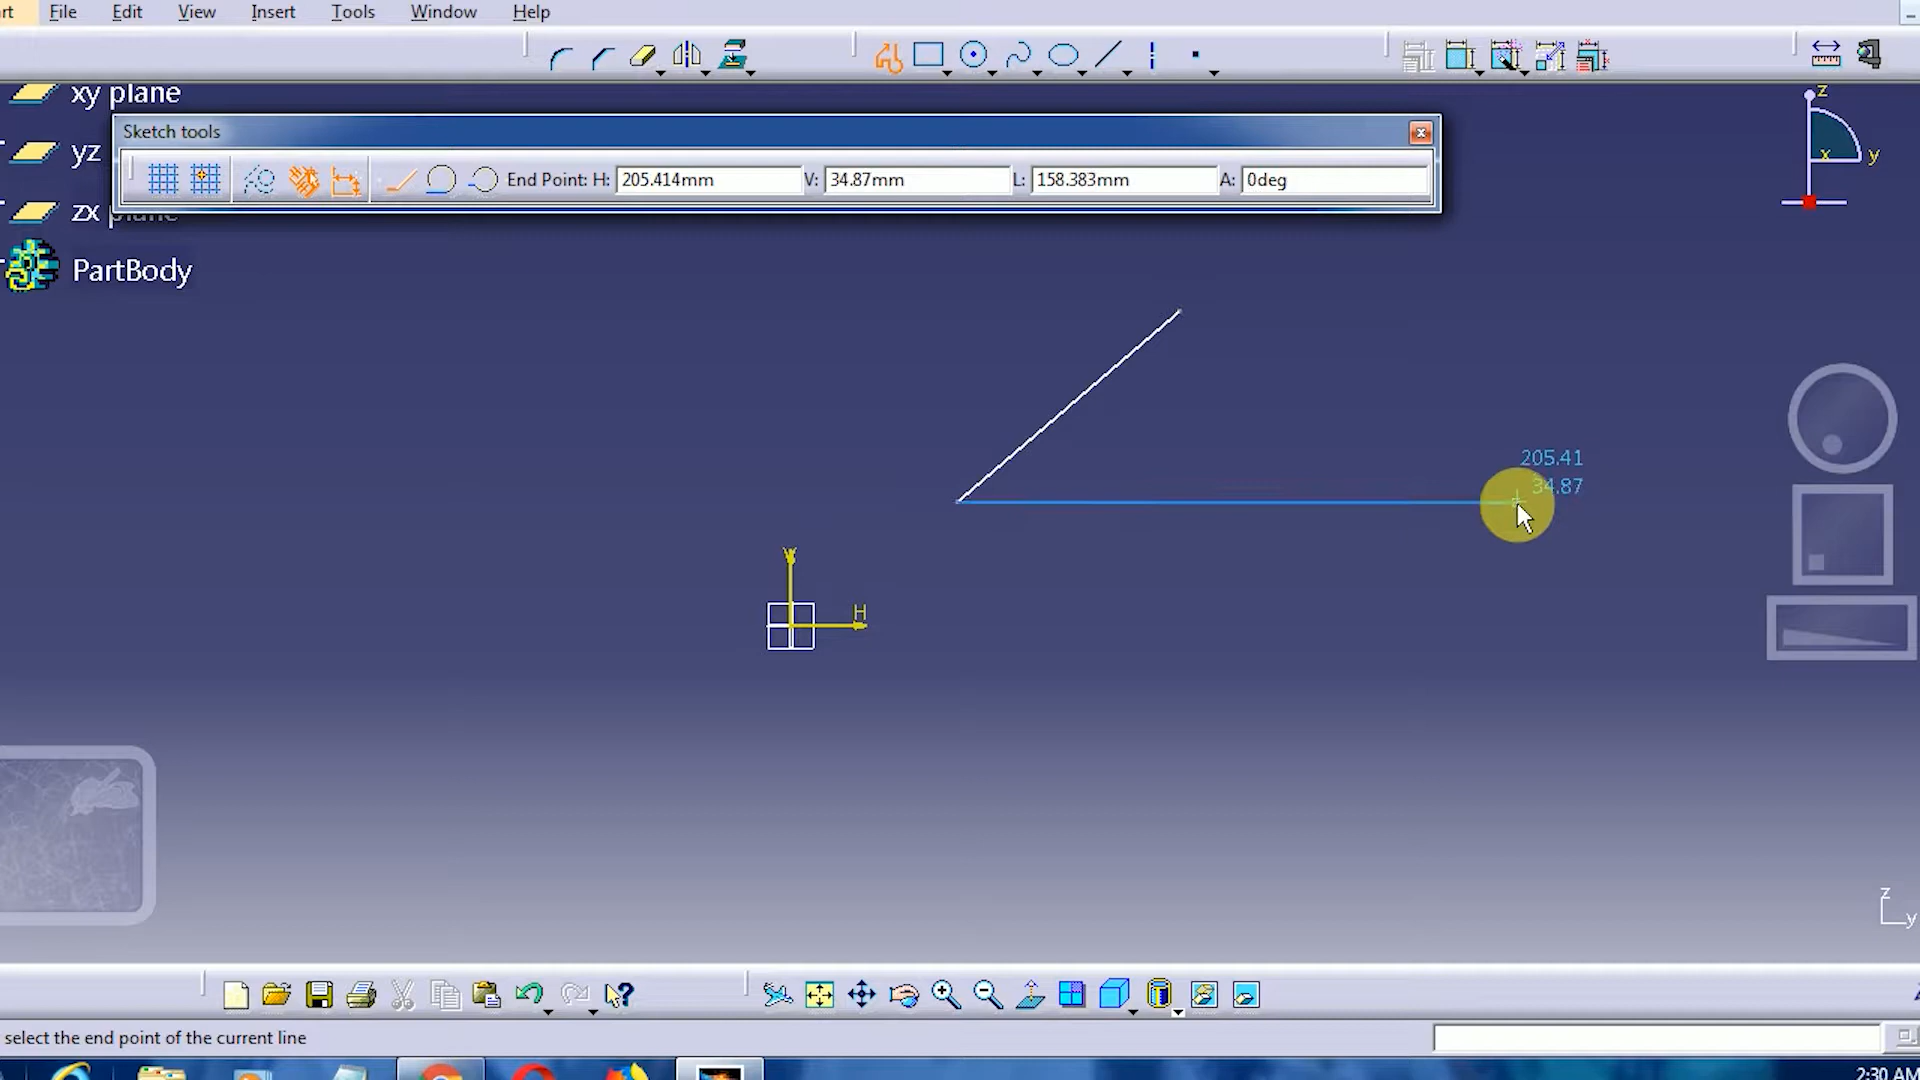 rt File Edit View Insert Tools Window Help
xy plane
Sketch tools
yz
End Point: H: 205.414mm V: 34.87mm L: 158.383mm A: 0deg
zx plane
PartBody
z
x
y
205.41
34.87
V
H
z
y
select the end point of the current line
2:30 AM